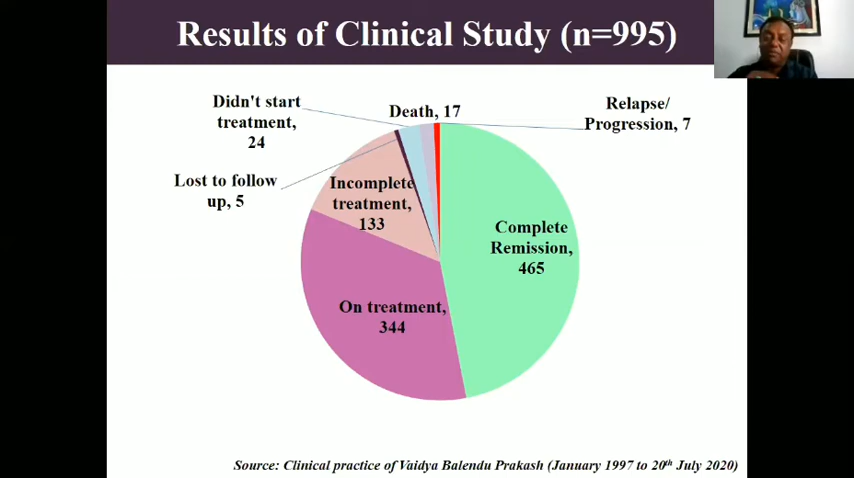 Results of Clinical Study (n=995)
Didn't start
treatment,
24
Death, 17
Relapse/
Progression, 7
Lost to follow
up, 5
Incomplete
treatment,
133
Complete
Remission,
465
On treatment,
344
Source: Clinical practice of Vaidya Balendu Prakash (January 1997 to 20th July 2020)